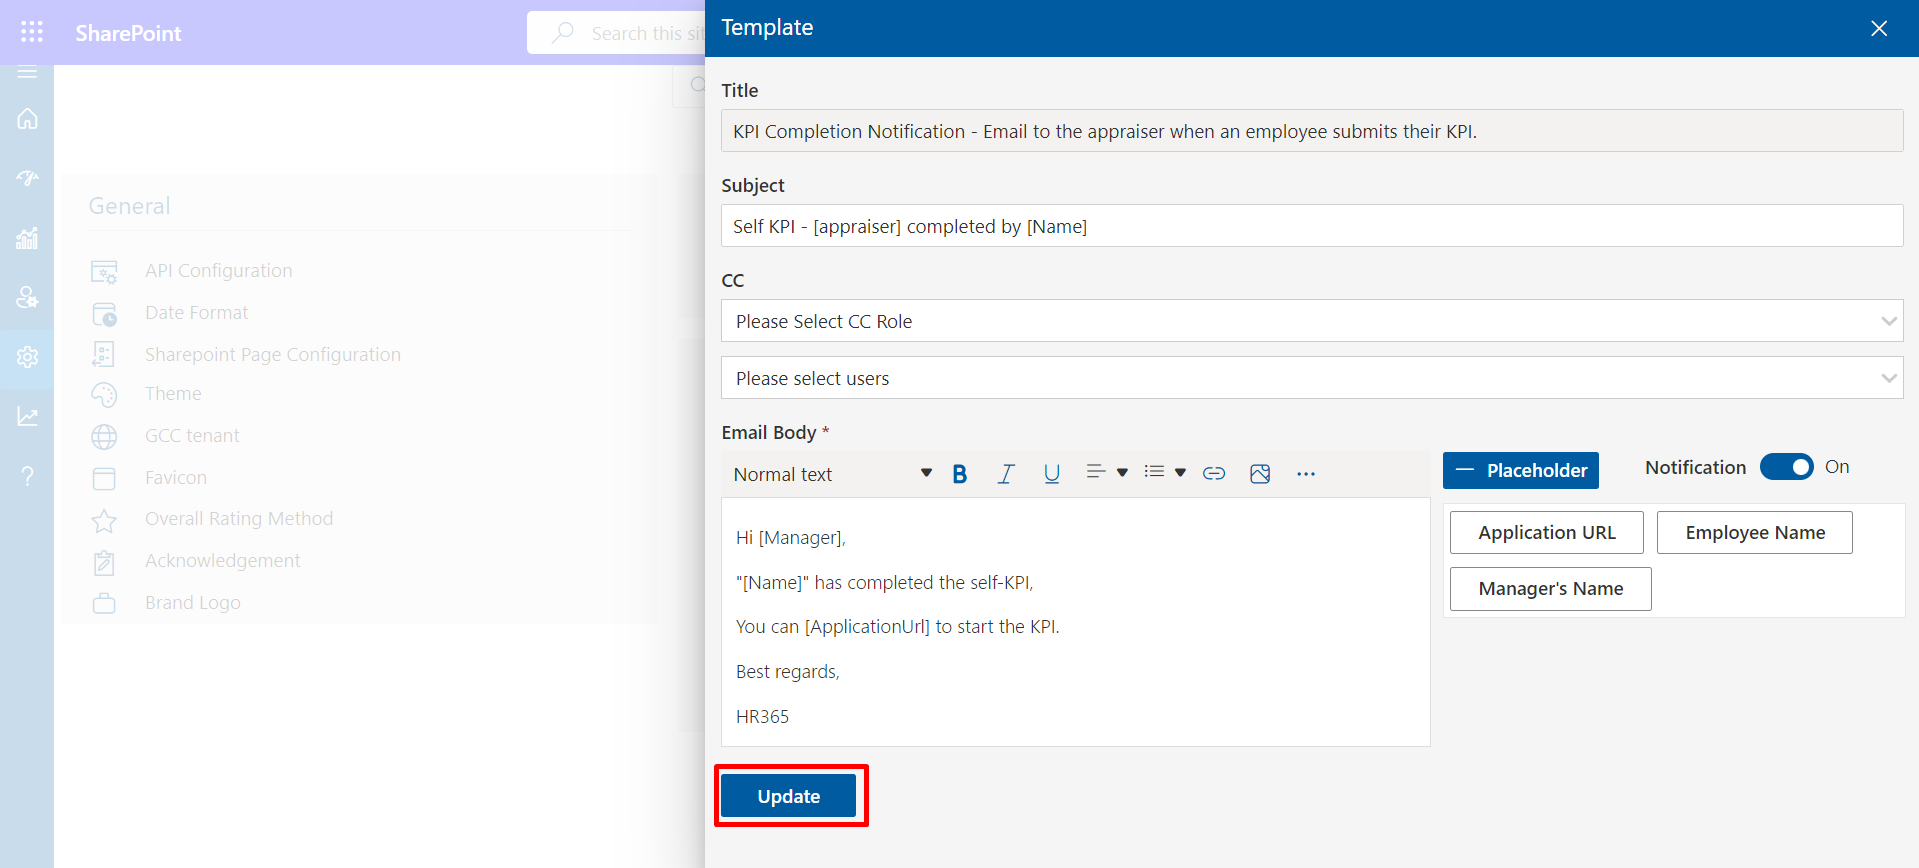 SharePoint
Search this sit
General
API Configuration
Date Format
Sharepoint Page Configuration
Theme
GCC tenant
Favicon
Overall Rating Method
Acknowledgement
Brand Logo
Template
Title
KPI Completion Notification - Email to the appraiser when an employee submits their KPI.
Subject
Self KPI - [appraiser] completed by [Name]
CC
Please Select CC Role
Please select users
Email Body *
Normal text
B I U
Placeholder
Notification On
Application URL Employee Name
Manager's Name
Hi [Manager],
"[Name]" has completed the self-KPI,
You can [ApplicationUrl] to start the KPI.
Best regards,
HR365
Update